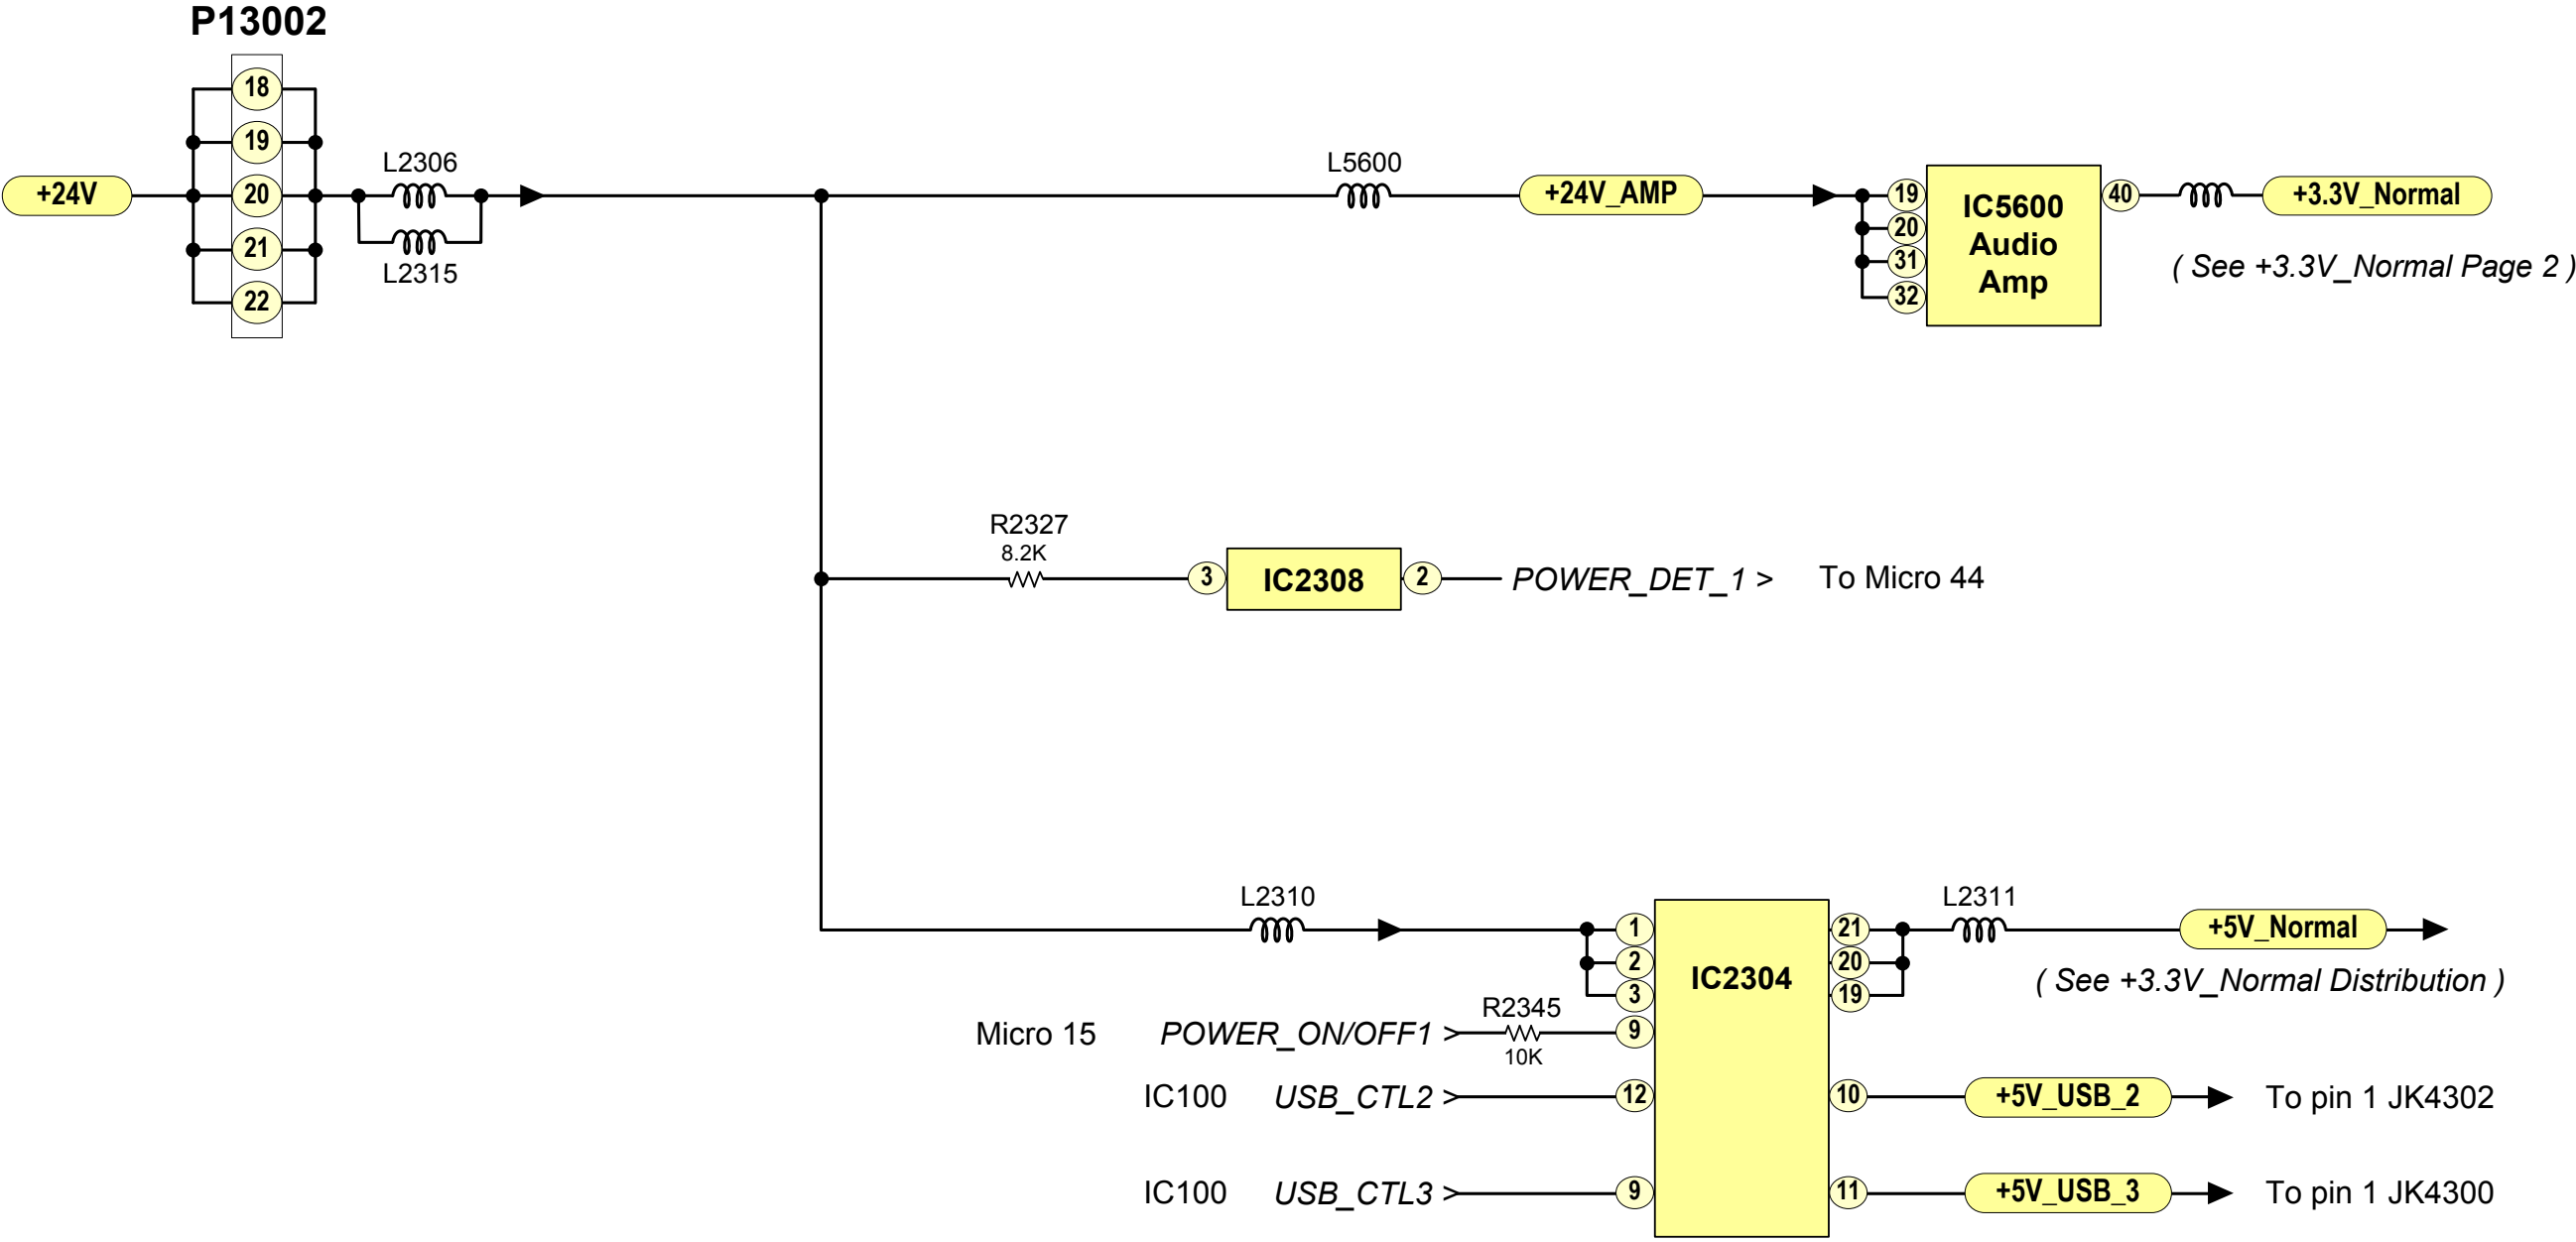 P13002
18
19
20
21
22
+24V
L2306
L2315
L5600
+24V_AMP
19
20
31
32
IC5600
Audio
Amp
40
+3.3V_Normal
( See +3.3V_Normal Page 2 )
R2327
8.2K
3
IC2308
2
POWER_DET_1 >
To Micro 44
L2310
1
2
3
IC2304
21
20
19
L2311
+5V_Normal
( See +3.3V_Normal Distribution )
Micro 15
POWER_ON/OFF1 >
R2345
10K
9
IC100
USB_CTL2 >
12
10
+5V_USB_2
To pin 1 JK4302
IC100
USB_CTL3 >
9
11
+5V_USB_3
To pin 1 JK4300